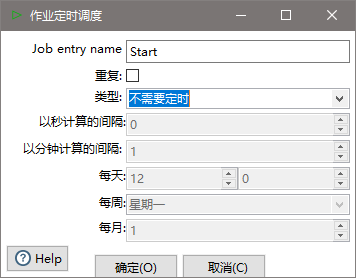 作业定时调度
Job entry name Start
重复:
类型: 不需要定时
以秒计算的间隔: 0
以分钟计算的间隔: 1
每天: 12 0
每周: 星期一
每月: 1
Help
确定(O) 取消(C)